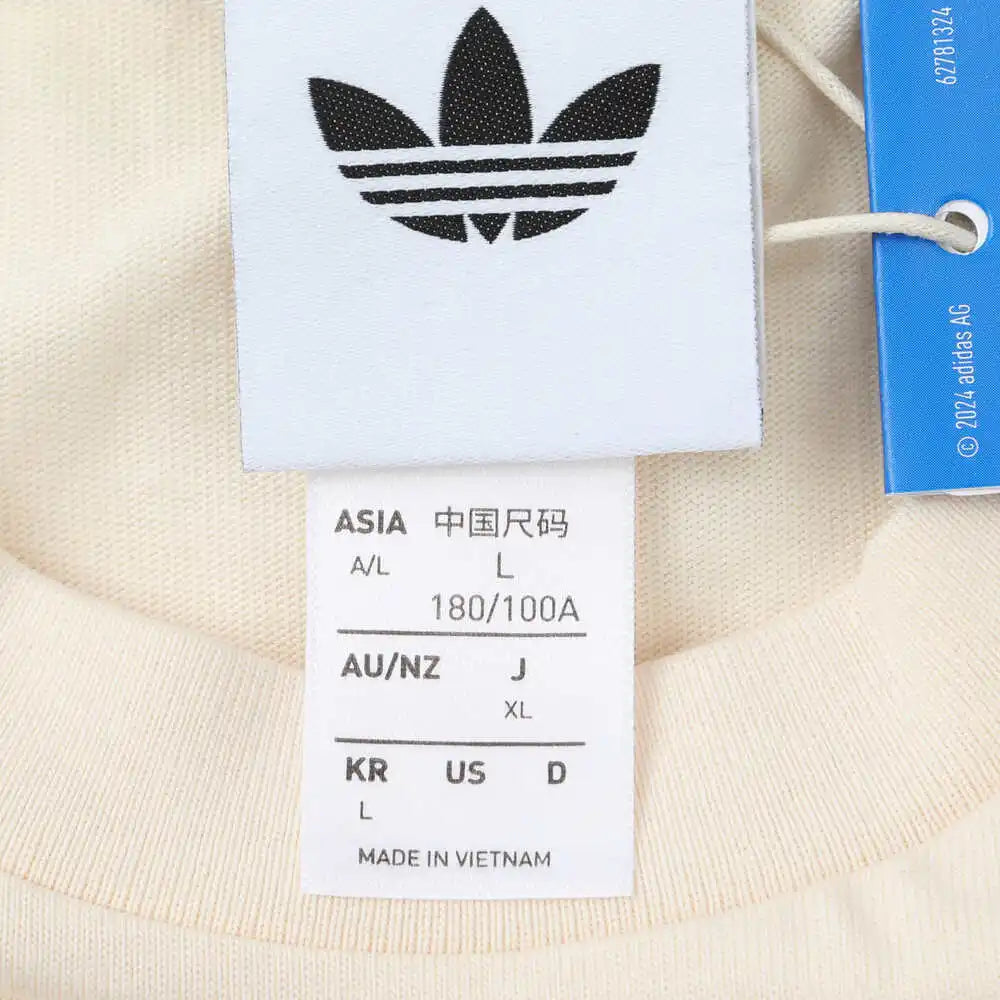 62781324
© 2024 adidas AG
ASIA 中国尺码
A/L L
180/100A
AU/NZ J
XL
KR US D
L
MADE IN VIETNAM